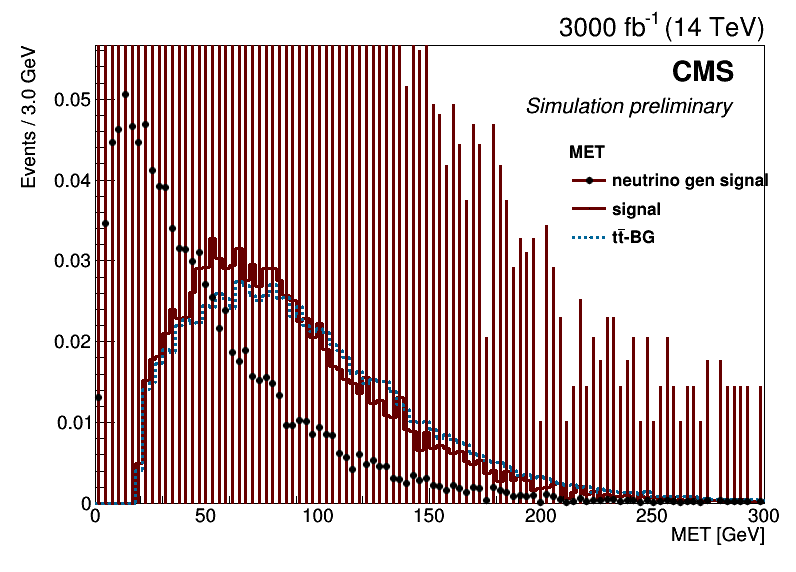 3000 fb⁻¹ (14 TeV)
CMS
Simulation preliminary
MET
neutrino gen signal
signal
tt̄-BG
Events / 3.0 GeV
0.05
0.04
0.03
0.02
0.01
0
0 50 100 150 200 250 300
MET [GeV]